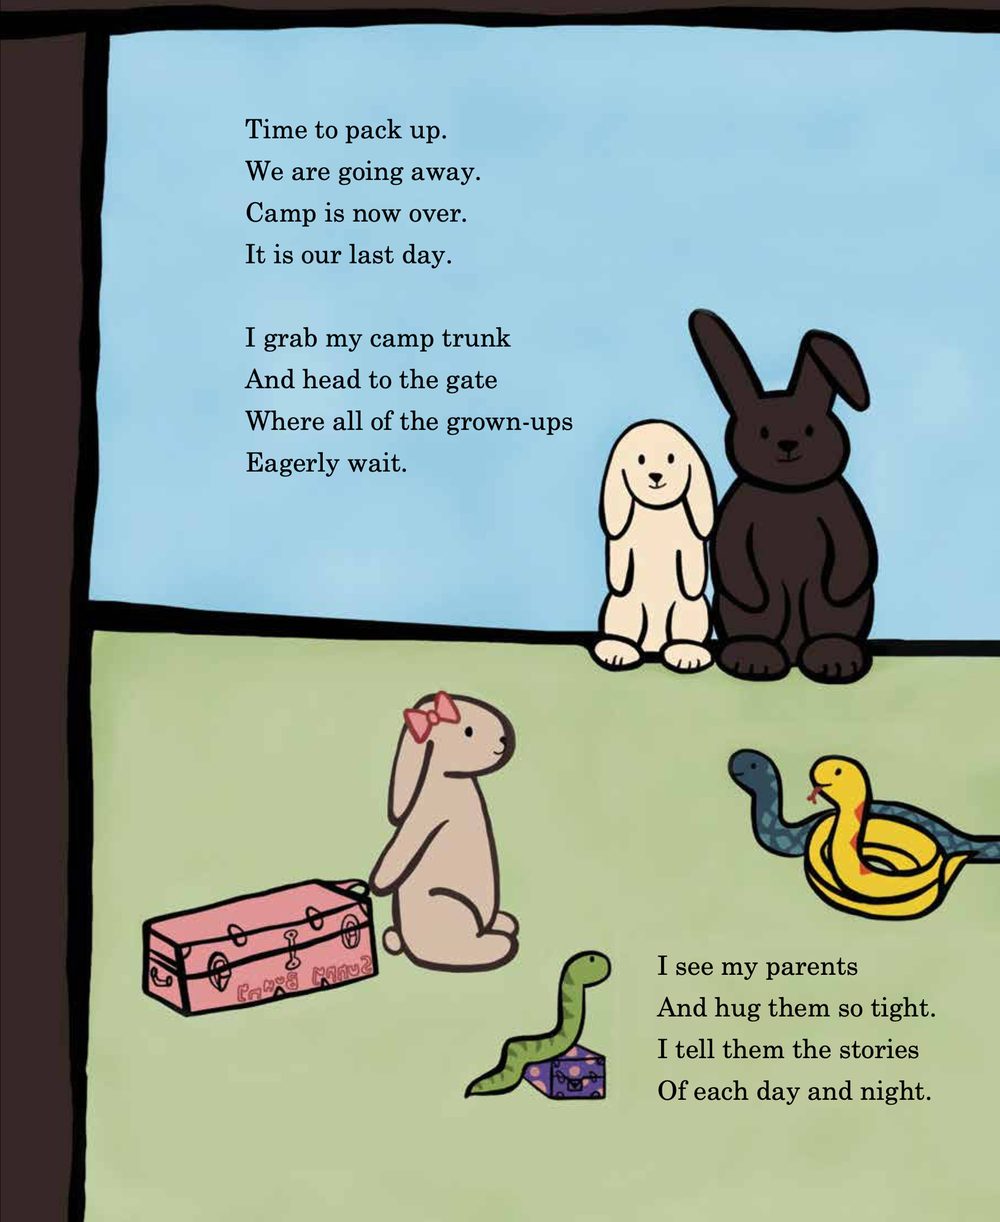 Time to pack up.
We are going away.
Camp is now over.
It is our last day.
I grab my camp trunk
And head to the gate
Where all of the grown-ups
Eagerly wait.
I see my parents
And hug them so tight.
I tell them the stories
Of each day and night.